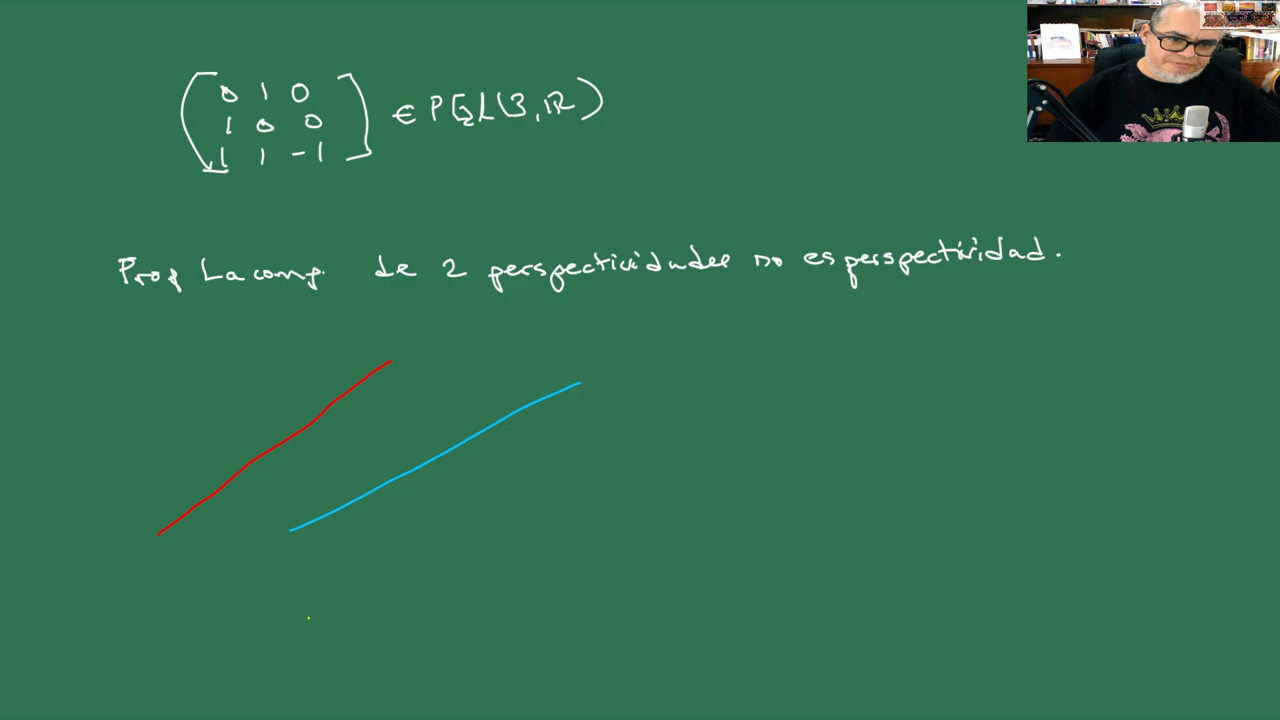 0 1 0
1 0 0 ∈ PGL(3, ℝ)
1 1 -1
Prop La comp. de 2 perspectividades no es perspectividad.